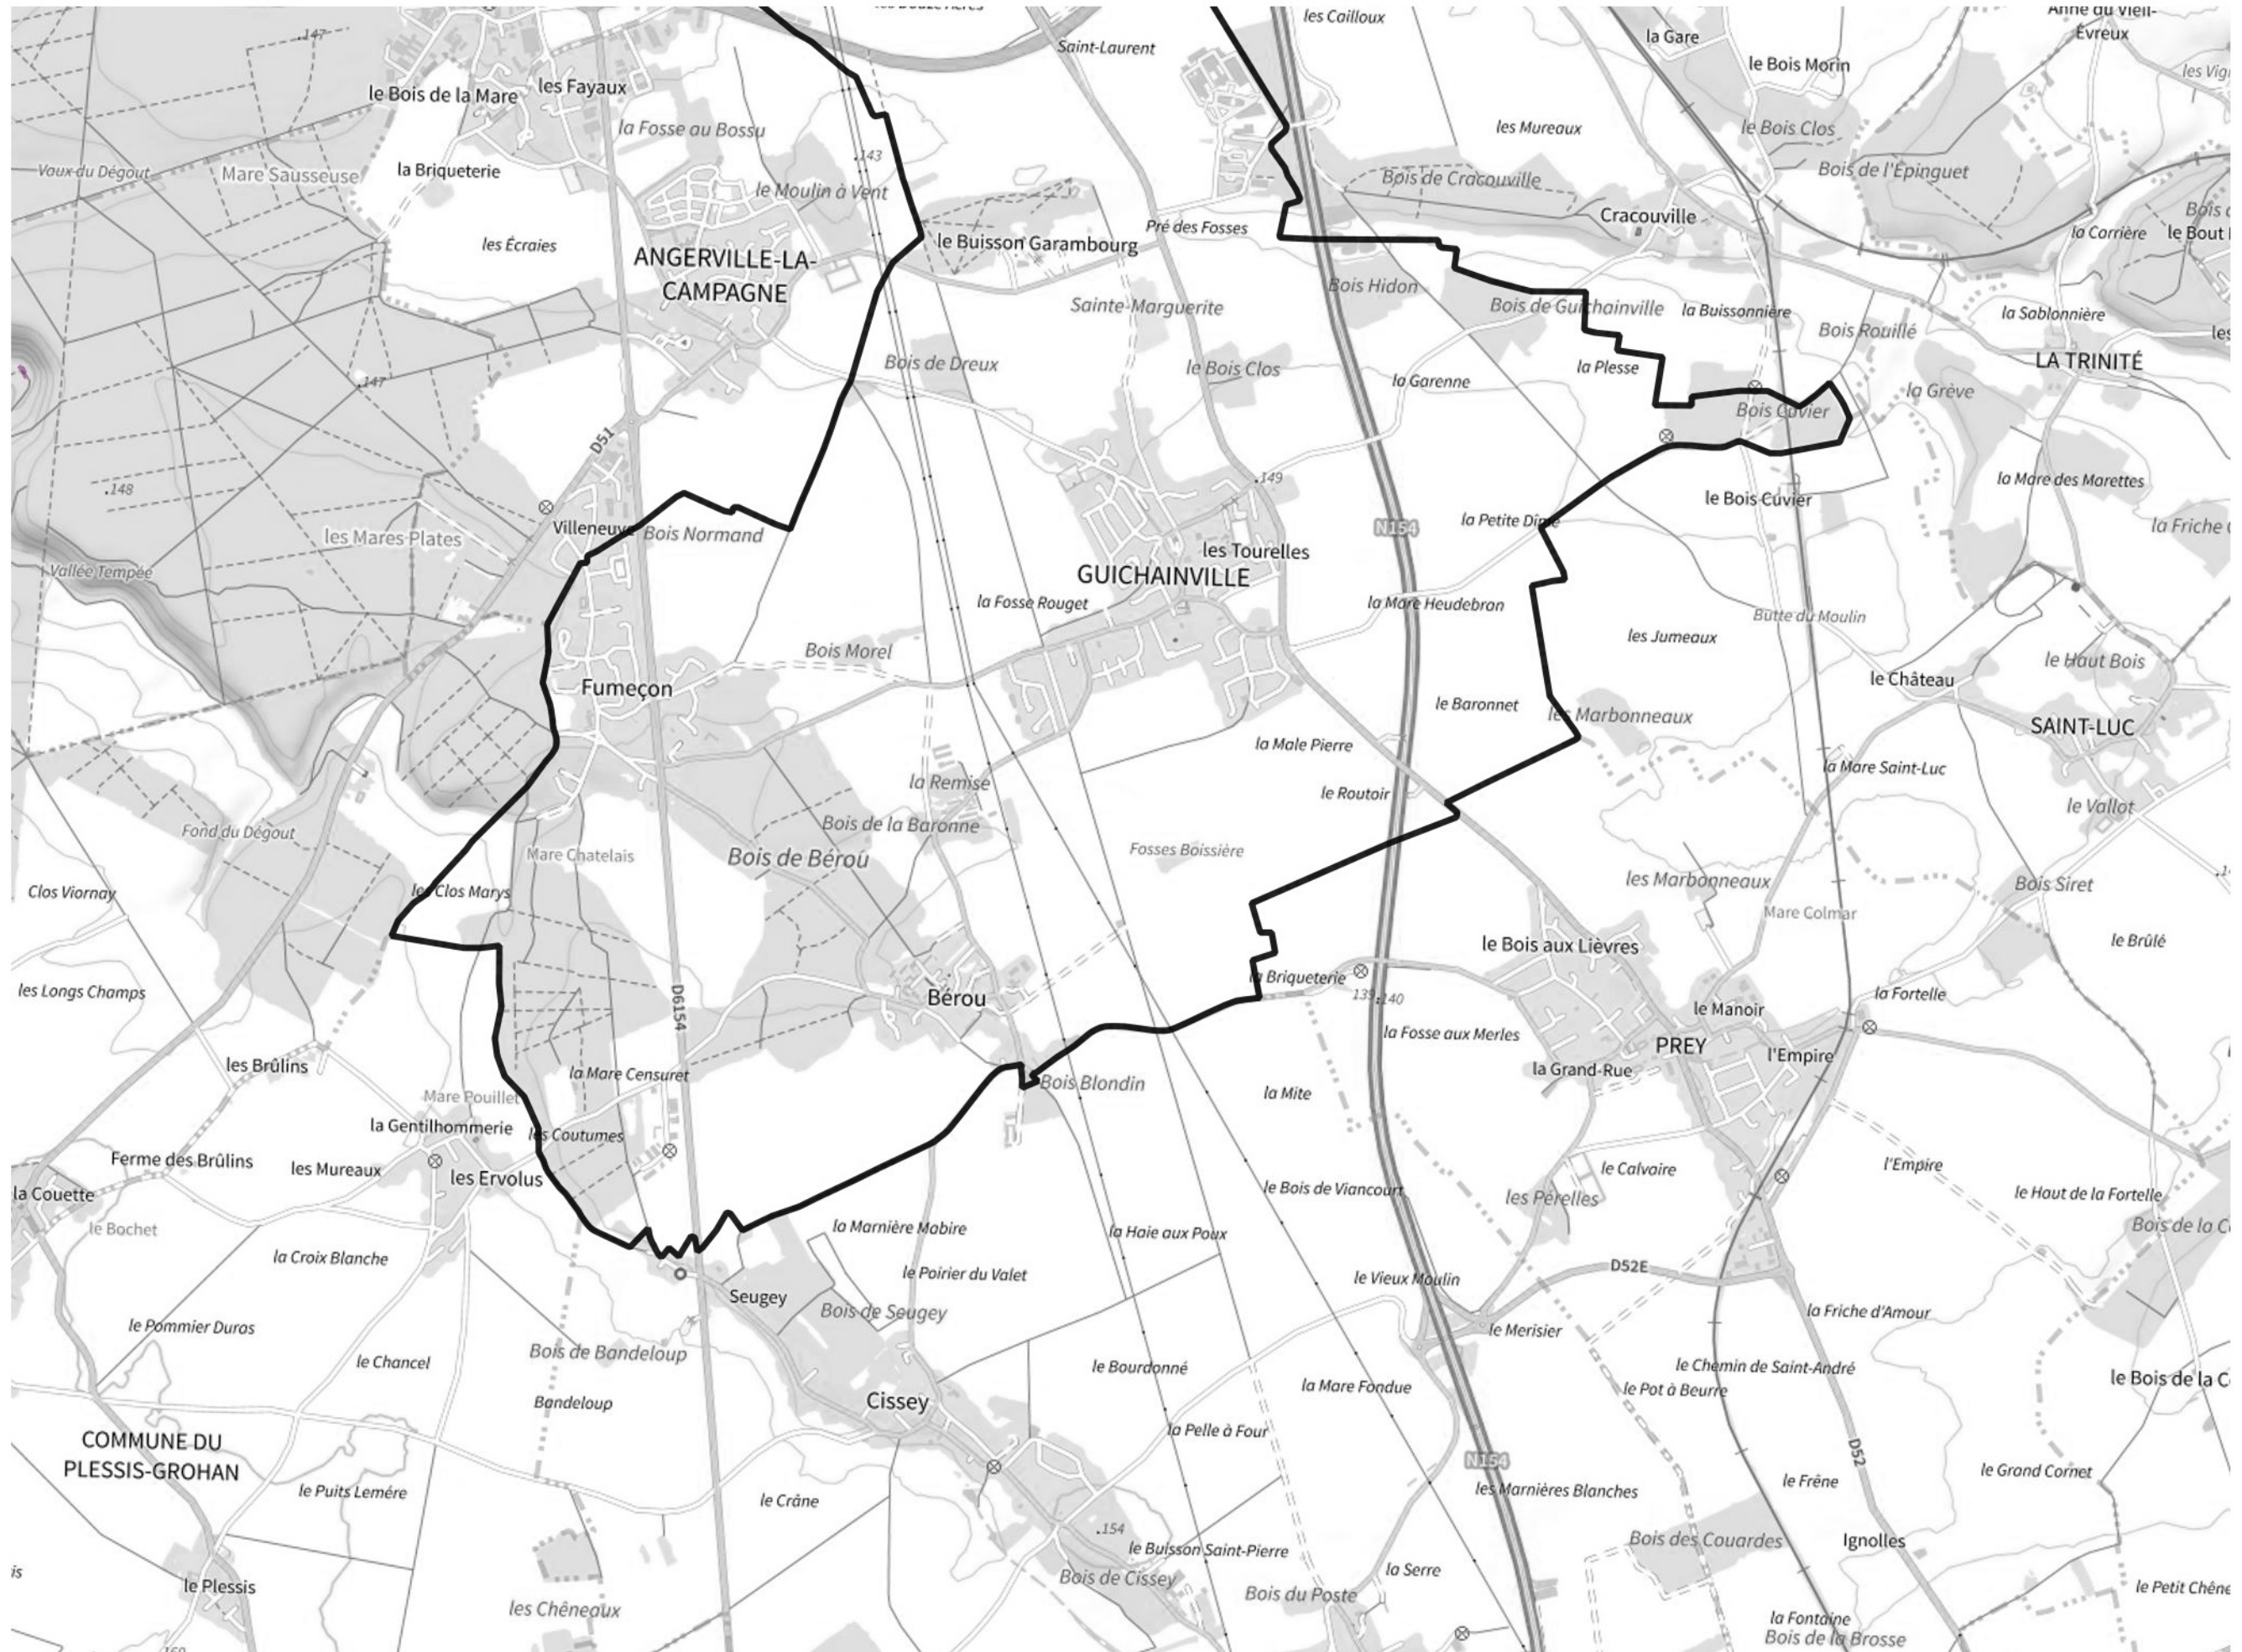 les Cailloux
la Gare
Évreux
.147
Saint-Laurent
le Bois Morin
les Fayaux
le Bois de la Mare
la Fosse au Bossu
les Mureaux
le Bois Clos
.143
Vaux du Dégout
Mare Sausseuse
la Briqueterie
le Moulin à Vent
Bois de Cracouville
Bois de l'Épinguet
Pré des Fosses
Cracouville
la Carrière
le Bout
les Écraies
le Buisson Garambourg
ANGERVILLE-LA-
CAMPAGNE
Bois Hidon
Sainte-Marguerite
Bois de Guichainville
la Buissonnière
Bois Rouillé
la Sablonnière
LA TRINITÉ
Bois de Dreux
le Bois Clos
la Garenne
la Plesse
la Grève
.147
Bois Cuvier
D51
.149
la Mare des Marettes
.148
le Bois Cuvier
Villeneuve
Bois Normand
les Mares Plates
la Petite Dîme
N154
la Friche
les Tourelles
GUICHAINVILLE
Vallée Tempée
la Fosse Rouget
la Mare Heudebron
Butte du Moulin
les Jumeaux
Bois Morel
le Haut Bois
le Château
Fumeçon
le Baronnet
les Marbonneaux
SAINT-LUC
la Male Pierre
la Mare Saint-Luc
la Remise
le Routoir
le Vallot
Fond du Dégout
Bois de la Baronne
Mare Chatelais
Bois de Bérou
Fosses Boissière
Clos Viornay
les Clos Marys
les Marbonneaux
Bois Siret
Mare Colmar
le Bois aux Lièvres
le Brûlé
la Briqueterie
les Longs Champs
Bérou
139
.140
la Fortelle
D6154
le Manoir
la Fosse aux Merles
PREY
l'Empire
les Brûlins
la Mare Censuret
Bois Blondin
la Grand-Rue
Mare Pouillet
la Mite
la Gentilhommerie
les Coutumes
Ferme des Brûlins
les Mureaux
les Ervolus
le Calvaire
l'Empire
la Couette
le Bois de Viancourt
les Pérelles
le Haut de la Fortelle
le Bochet
la Marnière Mabire
la Haie aux Poux
Bois de la
la Croix Blanche
le Poirier du Valet
le Vieux Moulin
D52E
Seugey
Bois de Seugey
la Friche d'Amour
le Pommier Duras
le Merisier
Bois de Bandeloup
le Chancel
le Bourdonné
le Chemin de Saint-André
la Mare Fondue
le Pot à Beurre
le Bois de la
Bandeloup
Cissey
la Pelle à Four
COMMUNE DU
PLESSIS-GROHAN
D52
N154
le Grand Cornet
le Puits Lemére
le Crâne
les Marnières Blanches
le Frêne
.154
le Buisson Saint-Pierre
Bois des Couardes
Ignolles
Bois de Cissey
la Serre
le Plessis
Bois du Poste
le Petit Chêne
les Chêneaux
la Fontaine
Bois de la Brosse